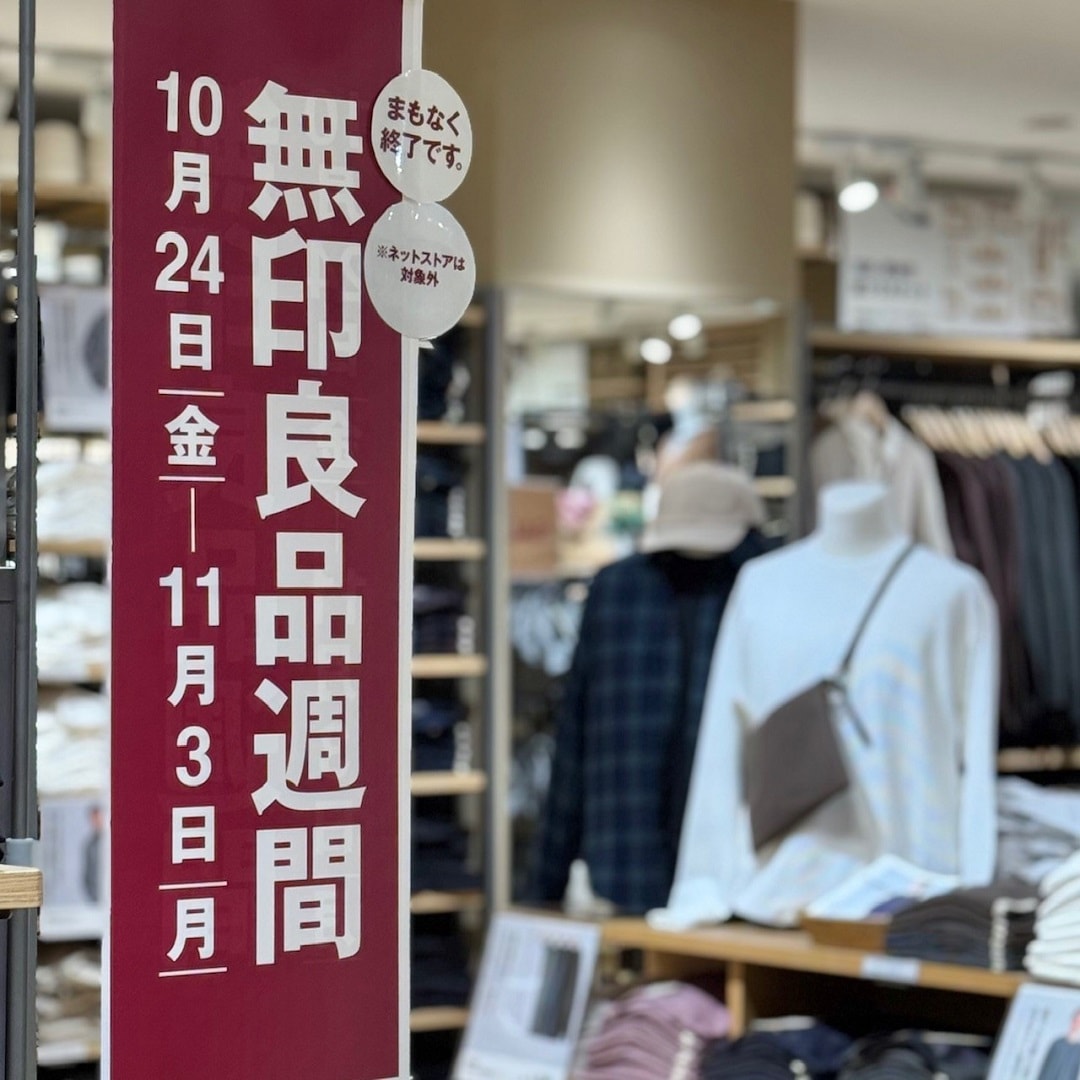 無印良品週間
10月24日金―11月3日月
まもなく
終了です。
※ネットストアは
対象外